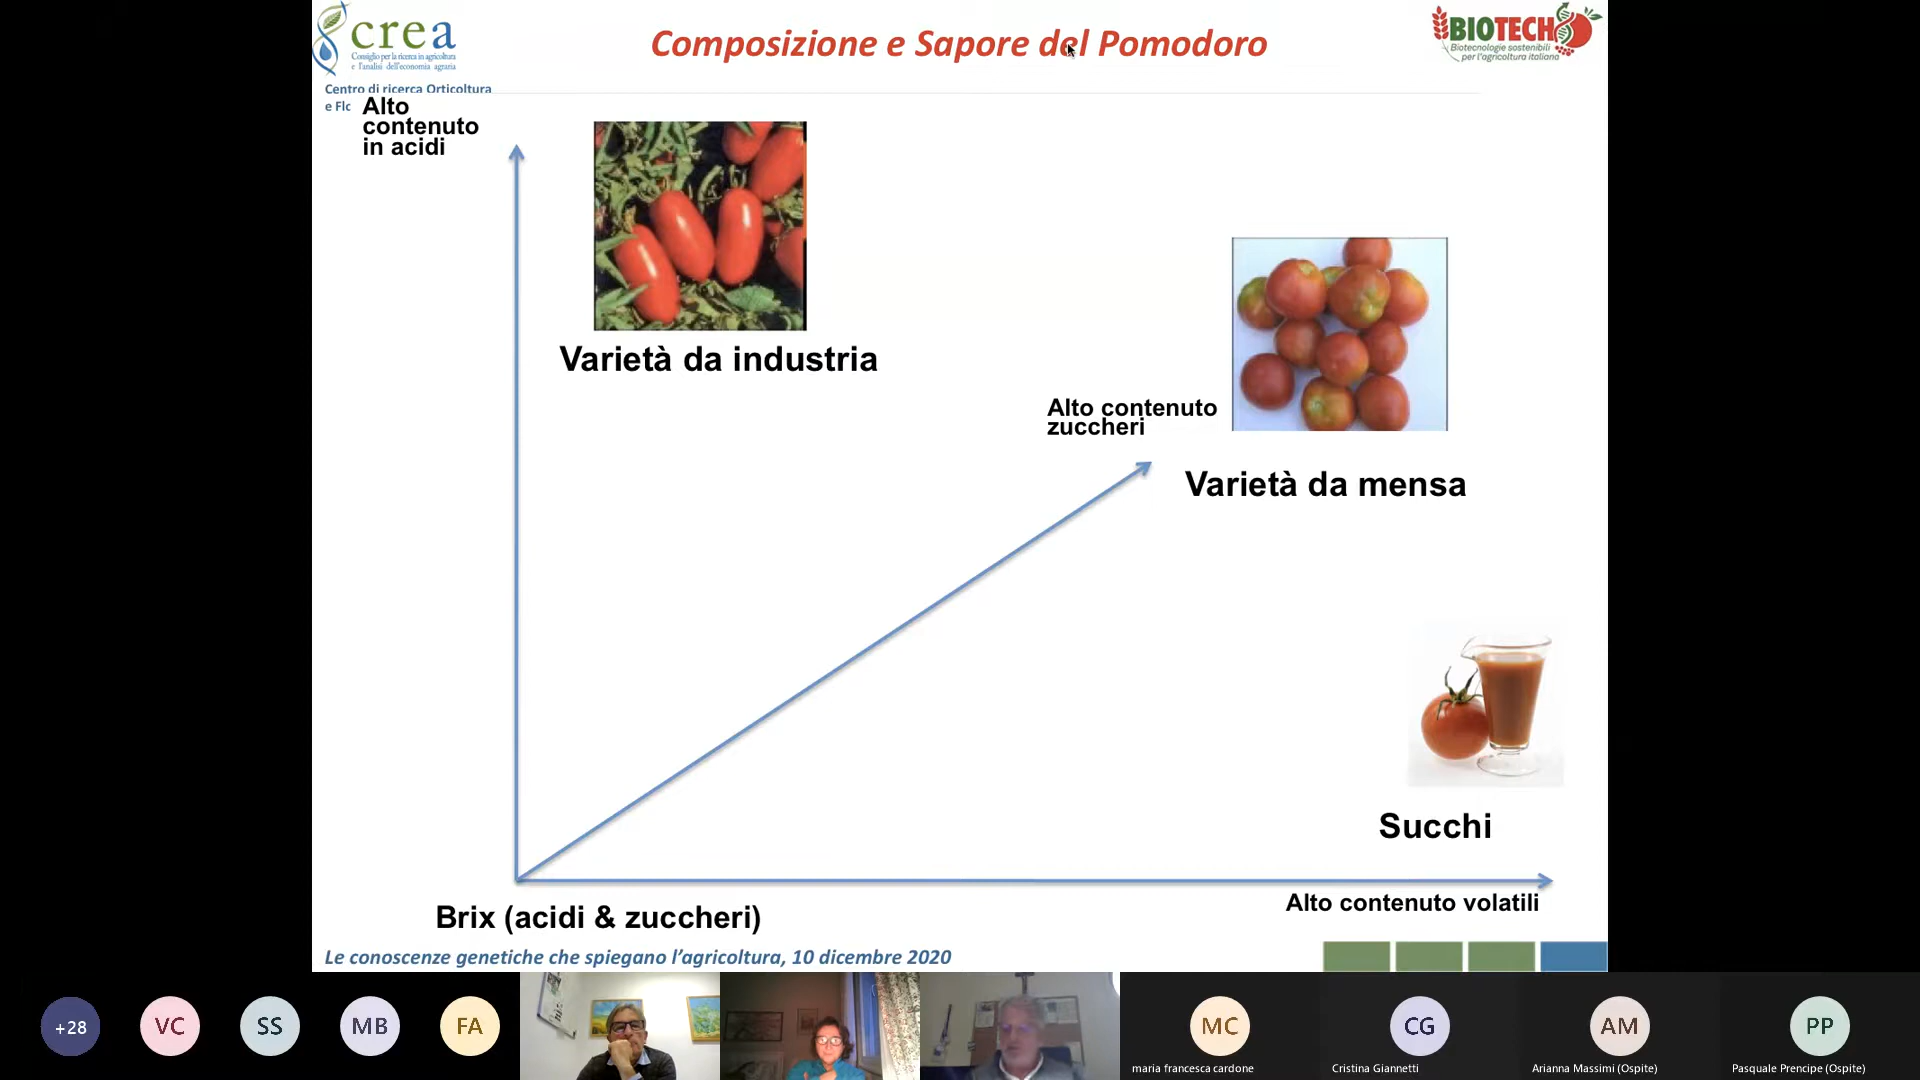 crea
Consiglio per la ricerca in agricoltura
e l'analisi dell'economia agraria
Centro di ricerca Orticoltura
e Flo
Composizione e Sapore del Pomodoro
BIOTECH
Biotecnologie sostenibili
per l'agricoltura italiana
Alto
contenuto
in acidi
Varietà da industria
Alto contenuto
zuccheri
Varietà da mensa
Succhi
Alto contenuto volatili
Brix (acidi & zuccheri)
Le conoscenze genetiche che spiegano l'agricoltura, 10 dicembre 2020
+28
VC
SS
MB
FA
MC
maria francesca cardone
CG
Cristina Giannetti
AM
Arianna Massimi (Ospite)
PP
Pasquale Prencipe (Ospite)